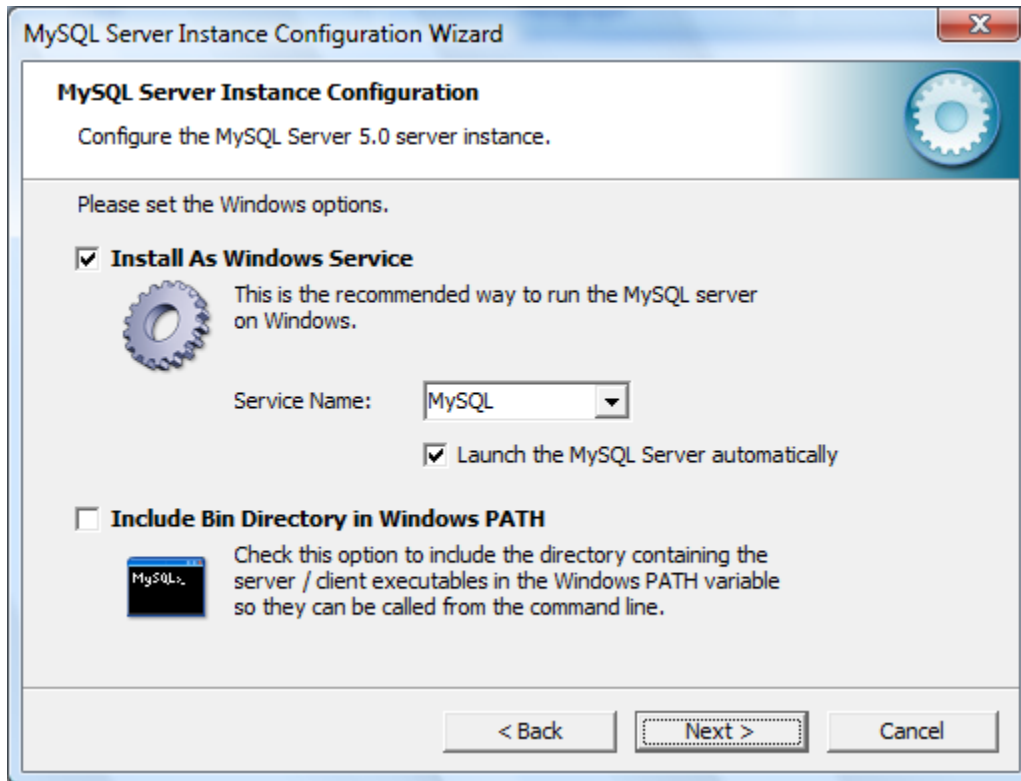 MySQL Server Instance Configuration Wizard
MySQL Server Instance Configuration
Configure the MySQL Server 5.0 server instance.
Please set the Windows options.
Install As Windows Service
This is the recommended way to run the MySQL server
on Windows.
Service Name:
MySQL
Launch the MySQL Server automatically
Include Bin Directory in Windows PATH
MySQL>_
Check this option to include the directory containing the
server / client executables in the Windows PATH variable
so they can be called from the command line.
< Back
Next >
Cancel